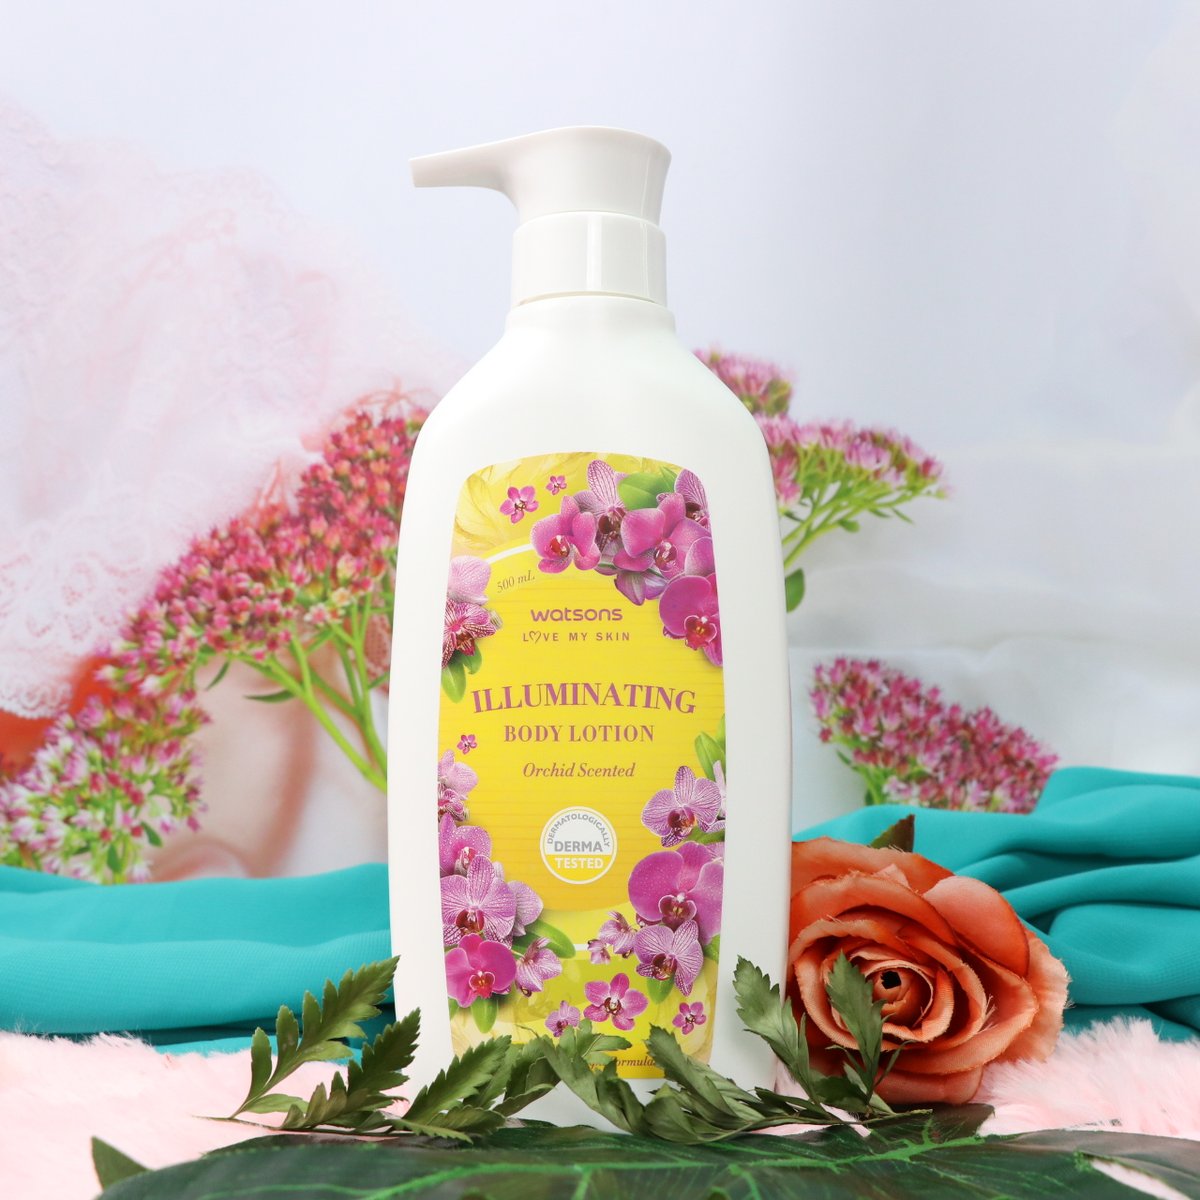 500 mL
watsons
LOVE MY SKIN
ILLUMINATING
BODY LOTION
Orchid Scented
DERMATOLOGICALLY
DERMA
TESTED